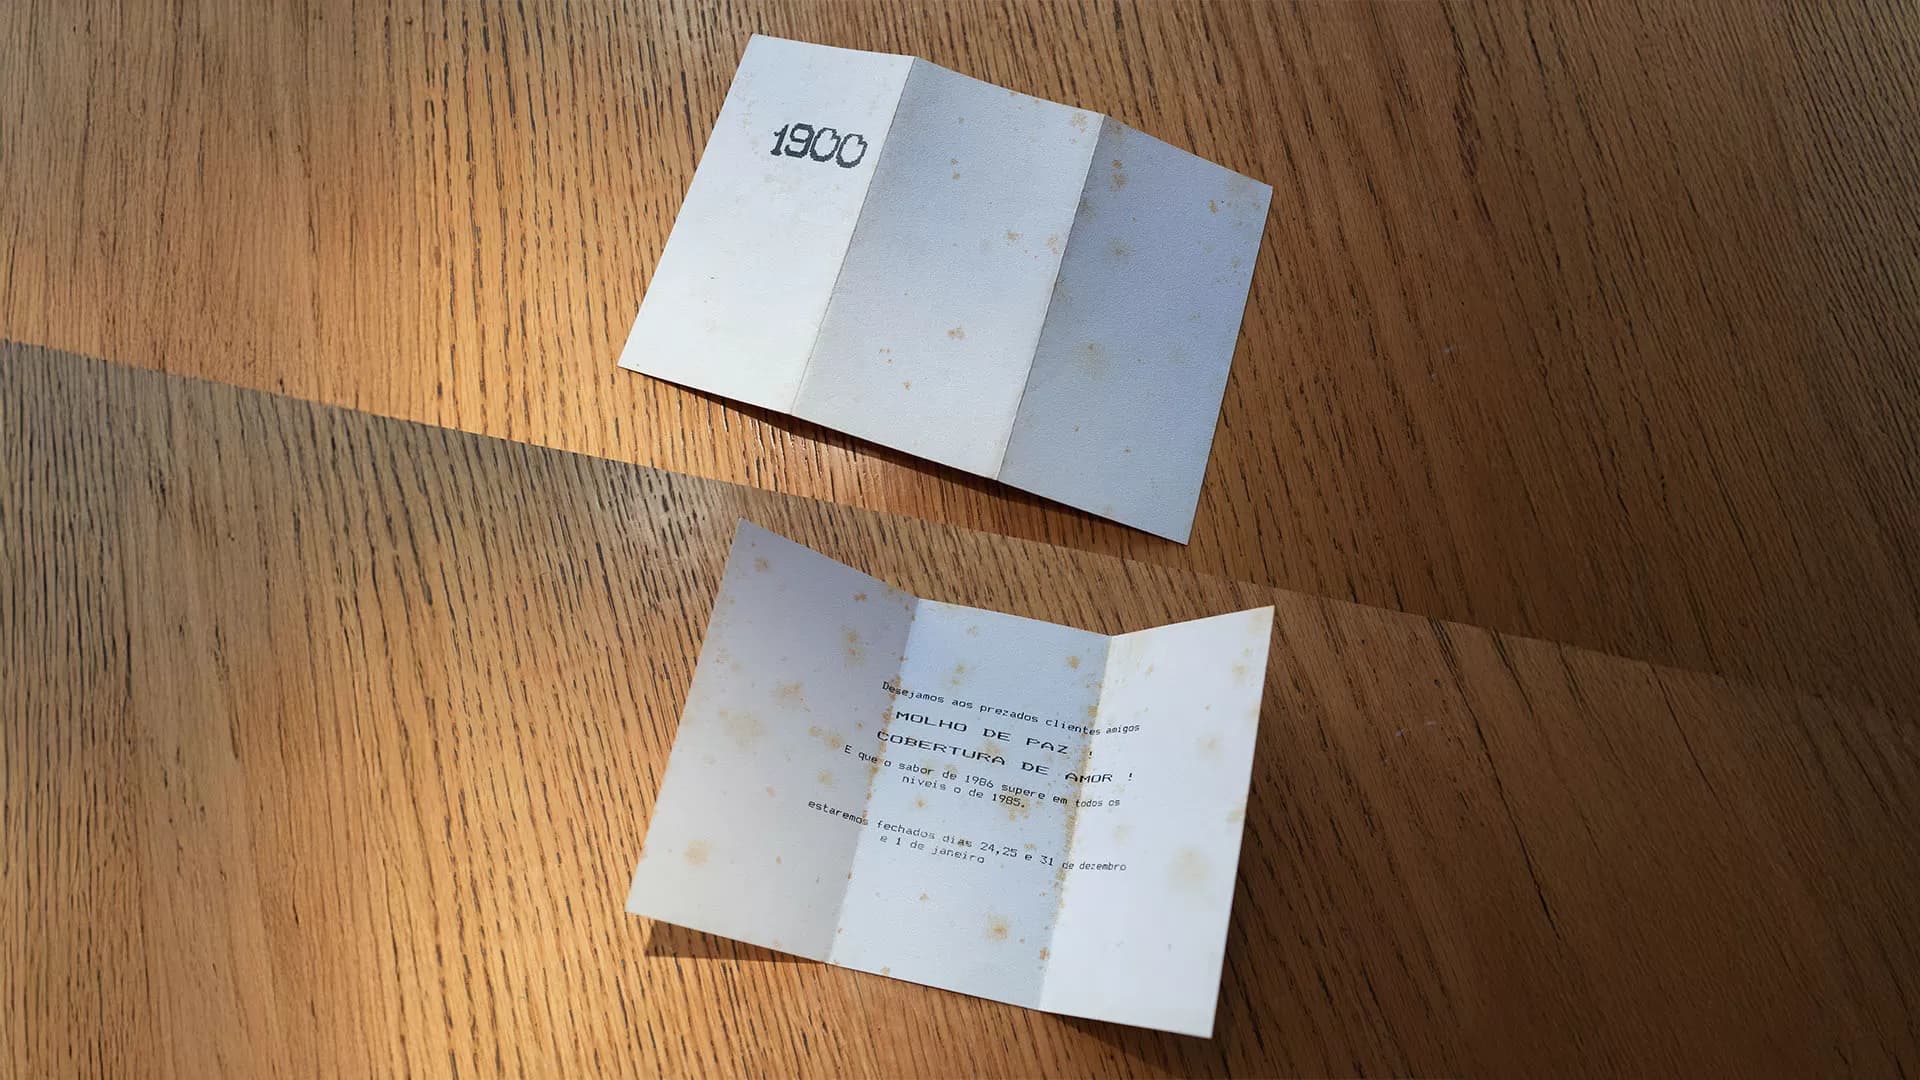 1900
Desejamos aos prezados clientes amigos
MOLHO DE PAZ !
COBERTURA DE AMOR !
E que o sabor de 1986 supere em todos os
níveis o de 1985.
estaremos fechados dias 24,25 e 31 de dezembro
e 1 de janeiro